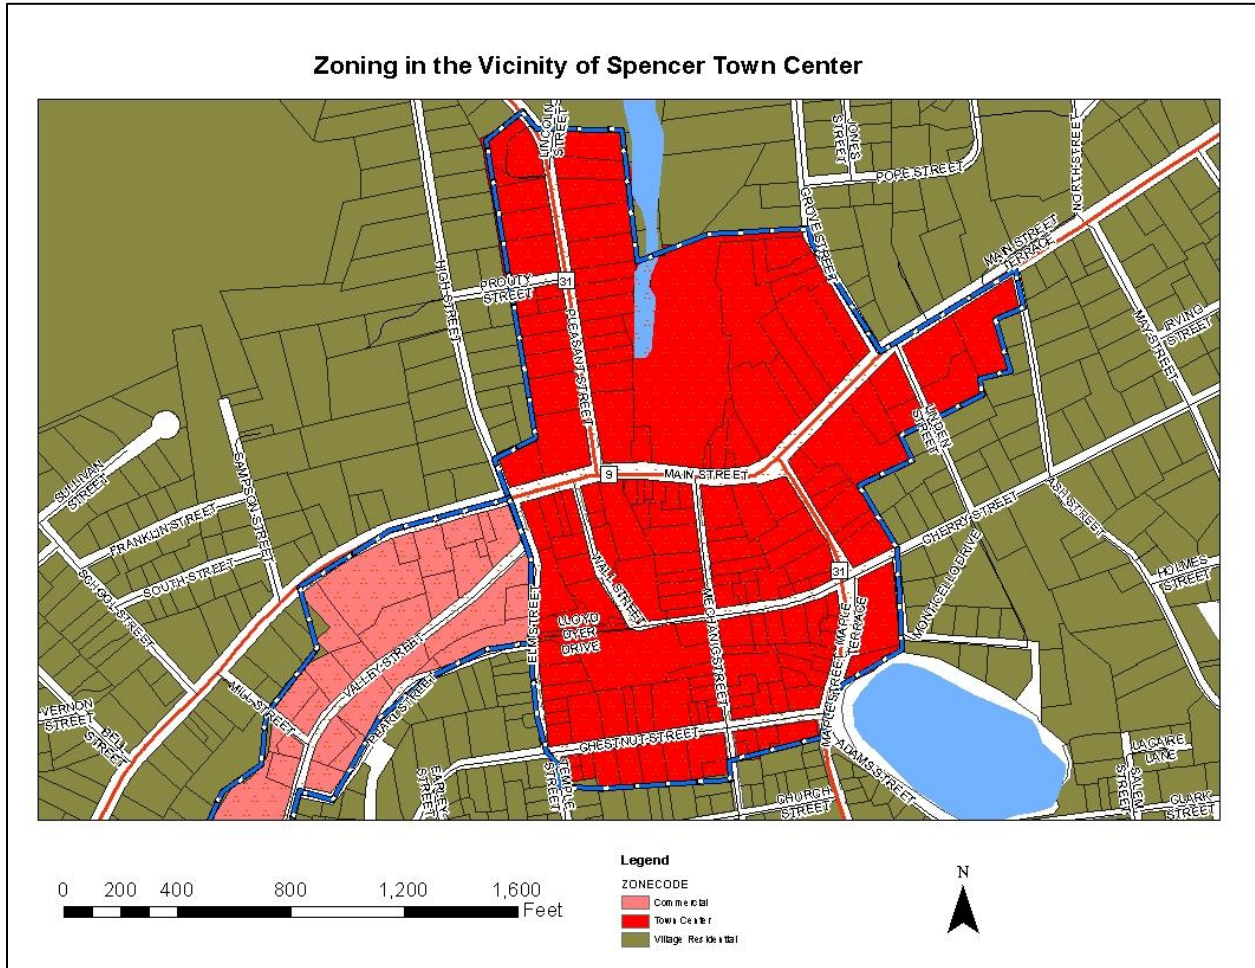 Zoning in the Vicinity of Spencer Town Center
LINCOLN
STREET
JONES
STREET
POPE STREET
NORTH STREET
GROVE STREET
MAIN STREET
TERRACE
HIGH STREET
PROUTY
STREET
31
PLEASANT STREET
MAY STREET
IRVING
STREET
LINDEN
STREET
SULLIVAN
STREET
SAMPSON STREET
FRANKLIN STREET
SOUTH STREET
SCHOOL STREET
9
MAIN STREET
WALL STREET
MECHANIC STREET
31
CHERRY STREET
ASH STREET
MONTICELLO DRIVE
HOLMES
STREET
ELM STREET
LLOYD
DYER
DRIVE
MAPLE
TERRACE
VALLEY STREET
PEARL STREET
MILL STREET
VERNON
STREET
BELL
STREET
CHESTNUT STREET
MAPLE STREET
ADAMS STREET
EARLEY
STREET
TEMPLE
STREET
CHURCH
STREET
LAGAIRE
LANE
SALEM
STREET
CLARK
STREET
0 200 400 800 1,200 1,600
Feet
Legend
ZONECODE
Commercial
Town Center
Village Residential
N